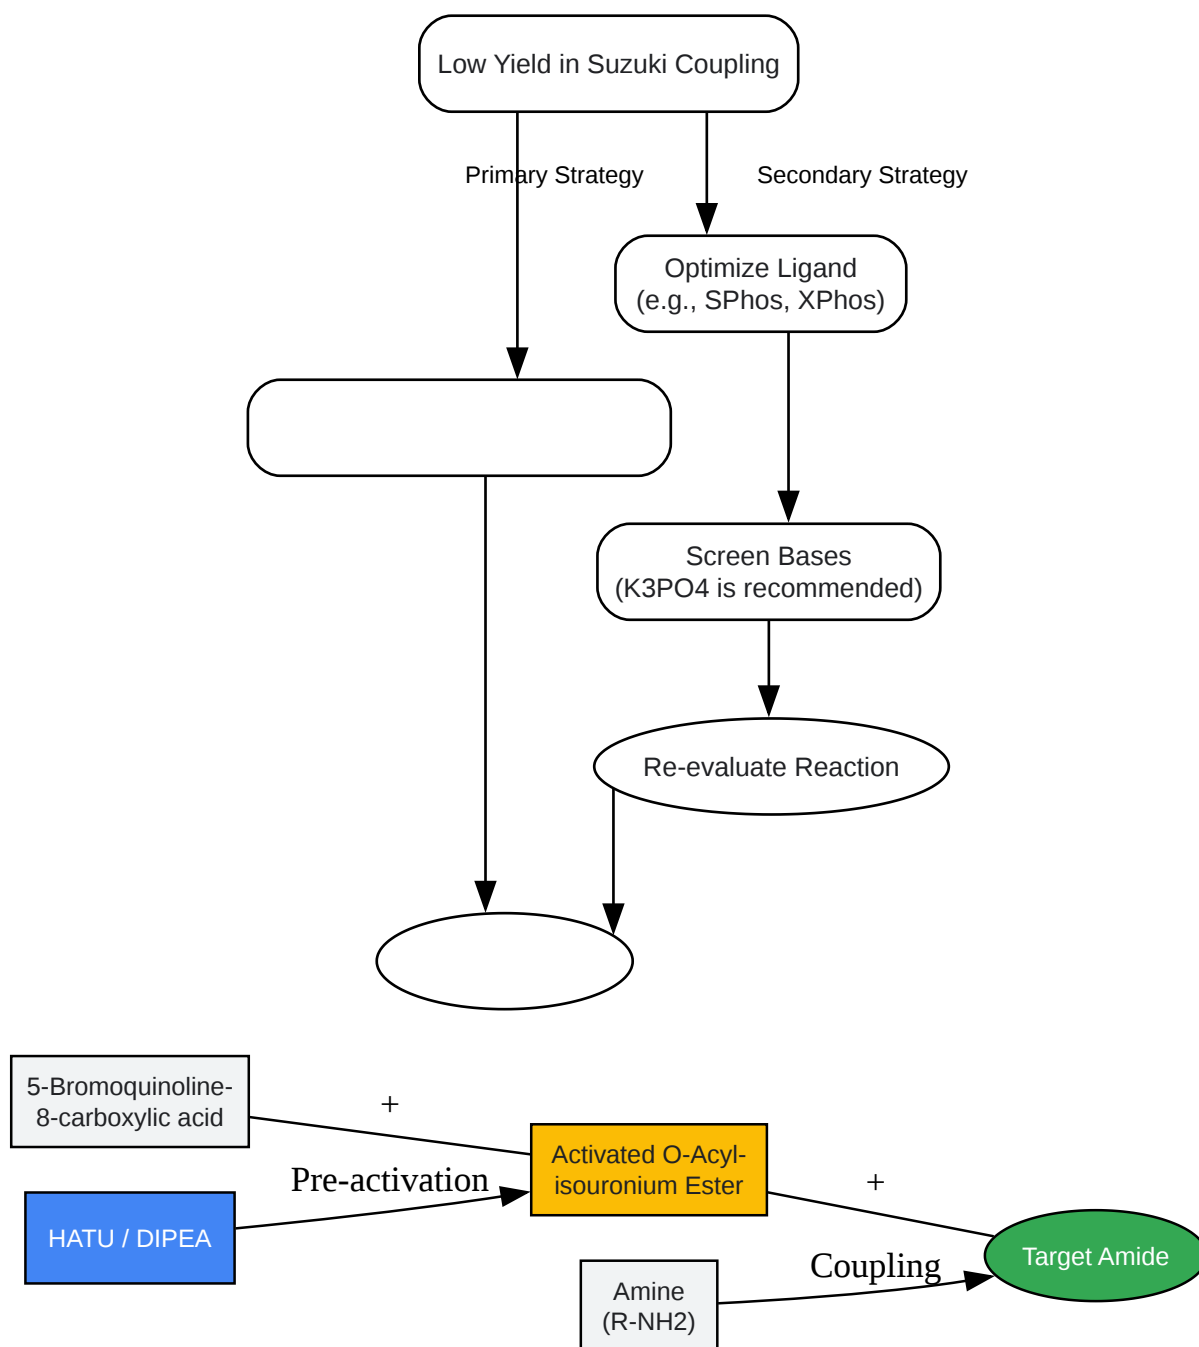 Low Yield in Suzuki Coupling
Primary Strategy
Secondary Strategy
Optimize Ligand
(e.g., SPhos, XPhos)
Screen Bases
(K3PO4 is recommended)
Re-evaluate Reaction
5-Bromoquinoline-
8-carboxylic acid
+
Pre-activation
HATU / DIPEA
Activated O-Acyl-
isouronium Ester
+
Coupling
Amine
(R-NH2)
Target Amide